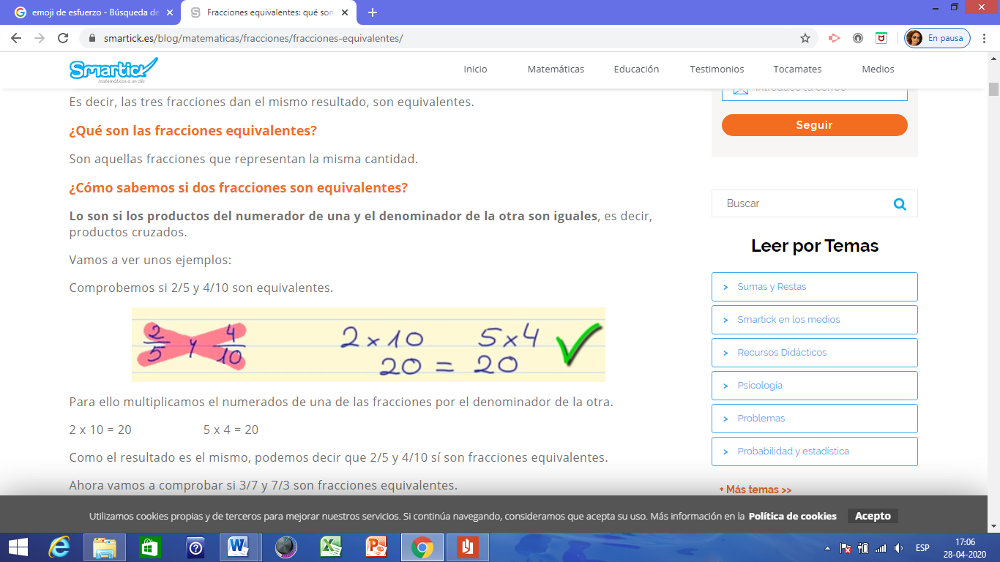 emoji de esfuerzo - Búsqueda de
Fracciones equivalentes: qué son
smartick.es/blog/matematicas/fracciones/fracciones-equivalentes/
En pausa
Smartick
matemáticas a un clic
Inicio
Matemáticas
Educación
Testimonios
Tocamates
Medios
Es decir, las tres fracciones dan el mismo resultado, son equivalentes.
¿Qué son las fracciones equivalentes?
Son aquellas fracciones que representan la misma cantidad.
¿Cómo sabemos si dos fracciones son equivalentes?
Lo son si los productos del numerador de una y el denominador de la otra son iguales, es decir,
productos cruzados.
Vamos a ver unos ejemplos:
Comprobemos si 2/5 y 4/10 son equivalentes.
2/5 y 4/10
2 x 10 5 x 4
20 = 20
Para ello multiplicamos el numerados de una de las fracciones por el denominador de la otra.
2 x 10 = 20 5 x 4 = 20
Como el resultado es el mismo, podemos decir que 2/5 y 4/10 sí son fracciones equivalentes.
Ahora vamos a comprobar si 3/7 y 7/3 son fracciones equivalentes.
Introduce tu correo
Seguir
Buscar
Leer por Temas
> Sumas y Restas
> Smartick en los medios
> Recursos Didácticos
> Psicología
> Problemas
> Probabilidad y estadística
+ Más temas >>
Utilizamos cookies propias y de terceros para mejorar nuestros servicios. Si continúa navegando, consideramos que acepta su uso. Más información en la Política de cookies
Acepto
ESP
17:06
28-04-2020